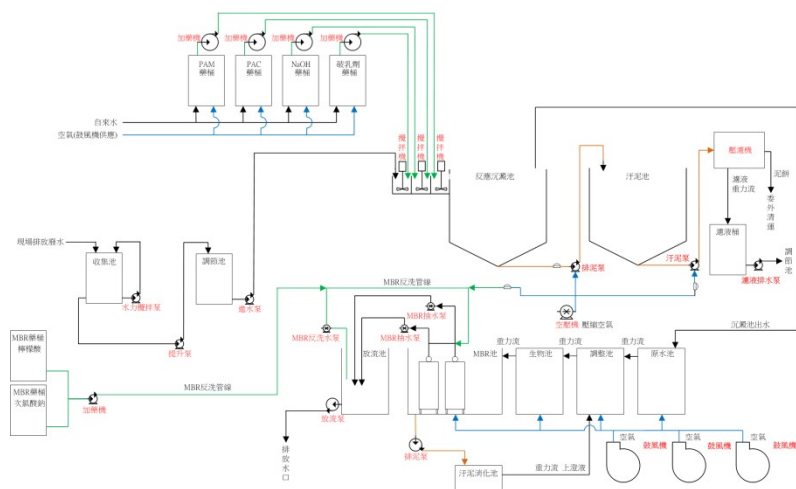 加藥機 加藥機 加藥機 加藥機
PAM
藥桶
PAC
藥桶
NaOH
藥桶
破乳劑
藥桶
自來水
空氣(鼓風機供應)
攪拌機 攪拌機 攪拌機
反應沉澱池
汙泥池
壓濾機
濾液
重力流
泥餅
委外清運
濾液桶
調節池
濾液排水泵
汙泥泵
排泥泵
空壓機 壓縮空氣
現場排放廢水
收集池
水力攪拌泵
提升泵
調節池
進水泵
MBR反洗管線
MBR抽水泵
MBR抽水泵
MBR反洗水泵
MBR藥桶
檸檬酸
MBR藥桶
次氯酸鈉
加藥機
MBR反洗管線
放流池
放流泵
排放水口
MBR池
重力流
生物池
重力流
調整池
重力流
原水池
沉澱池出水
排泥泵
汙泥消化池
重力流 上澄液
空氣 鼓風機
空氣 鼓風機
空氣 鼓風機